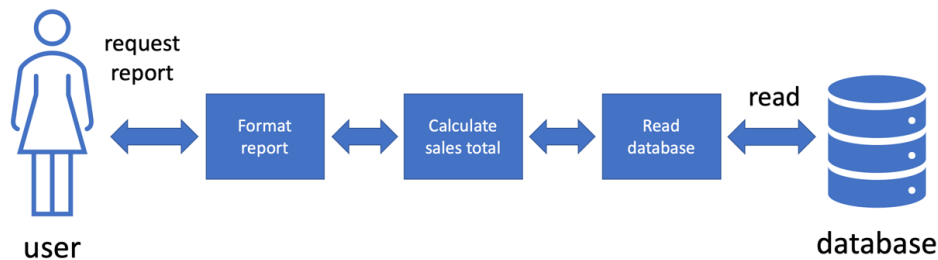 request
report
Format
report
Calculate
sales total
Read
database
read
user
database